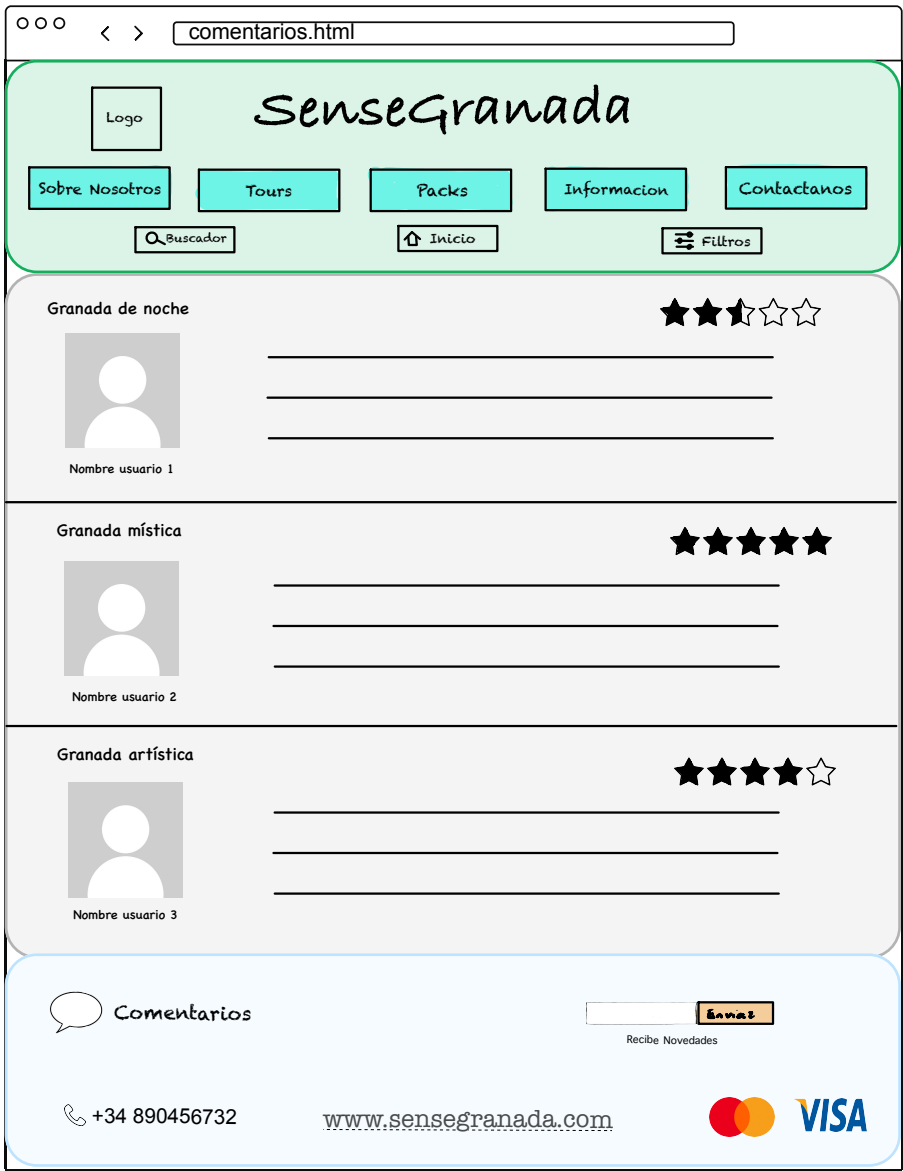 comentarios.html
Logo
SenseGranada
Sobre Nosotros
Tours
Packs
Informacion
Contactanos
Buscador
Inicio
Filtros
Granada de noche
Nombre usuario 1
Granada mística
Nombre usuario 2
Granada artística
Nombre usuario 3
Comentarios
Enviar
Recibe Novedades
+34 890456732
www.sensegranada.com
VISA